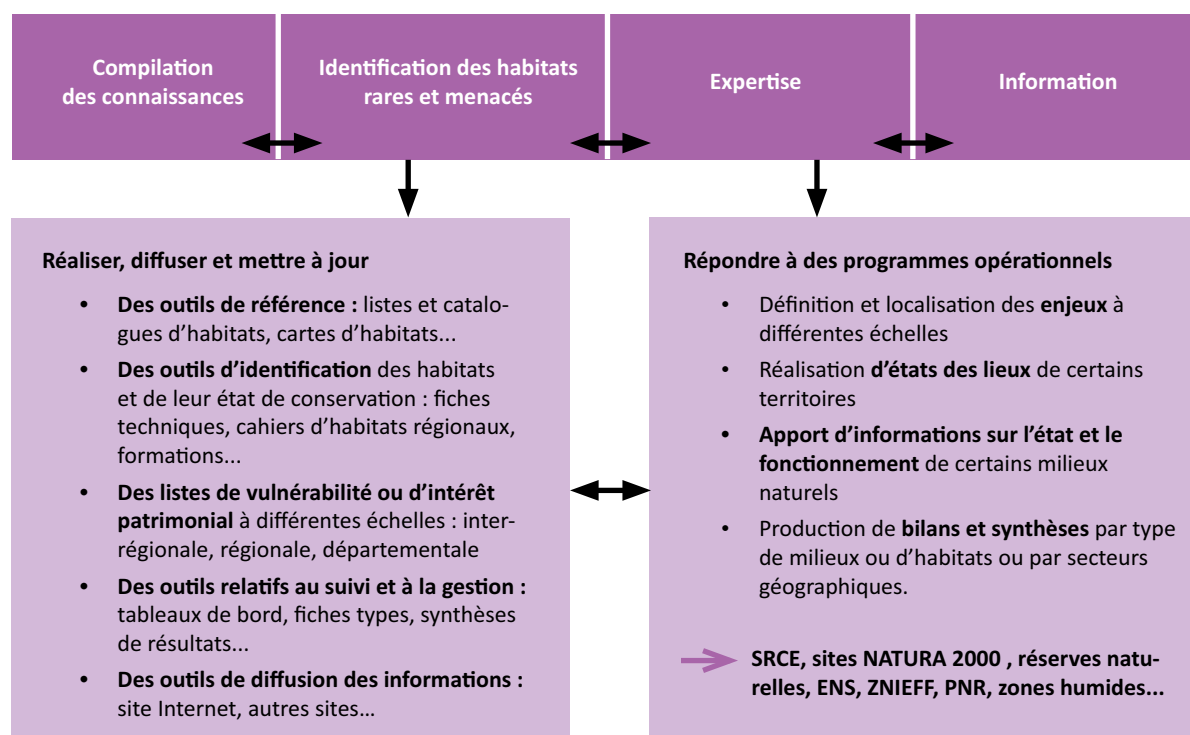 Compilation
des connaissances
Identification des habitats
rares et menacés
Expertise
Information
Réaliser, diffuser et mettre à jour
• Des outils de référence : listes et catalo-
gues d'habitats, cartes d'habitats...
• Des outils d'identification des habitats
et de leur état de conservation : fiches
techniques, cahiers d'habitats régionaux,
formations...
• Des listes de vulnérabilité ou d'intérêt
patrimonial à différentes échelles : inter-
régionale, régionale, départementale
• Des outils relatifs au suivi et à la gestion :
tableaux de bord, fiches types, synthèses
de résultats...
• Des outils de diffusion des informations :
site Internet, autres sites…
Répondre à des programmes opérationnels
• Définition et localisation des enjeux à
différentes échelles
• Réalisation d'états des lieux de certains
territoires
• Apport d'informations sur l'état et le
fonctionnement de certains milieux
naturels
• Production de bilans et synthèses par type
de milieux ou d'habitats ou par secteurs
géographiques.
SRCE, sites NATURA 2000 , réserves natu-
relles, ENS, ZNIEFF, PNR, zones humides...